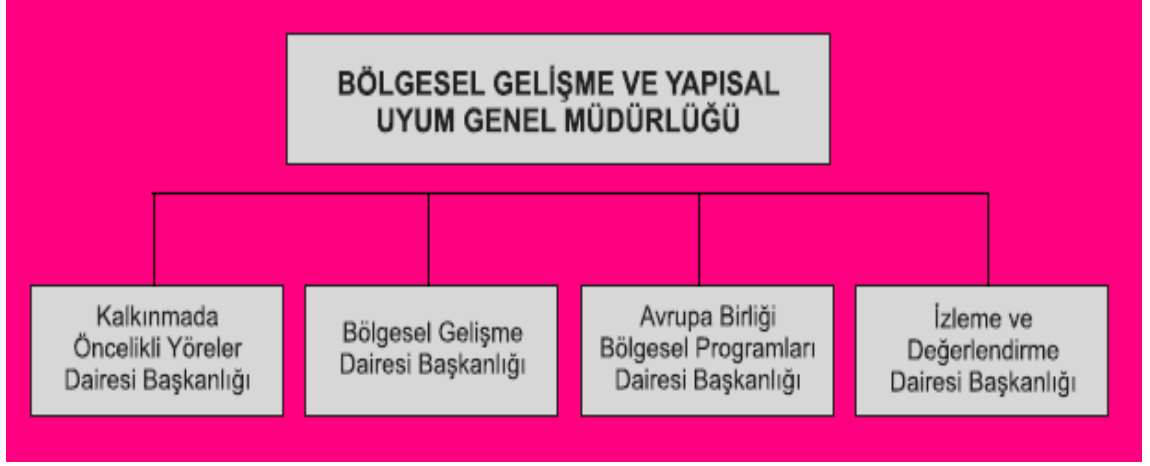 BÖLGESEL GELİŞME VE YAPISAL
UYUM GENEL MÜDÜRLÜĞÜ
Kalkınmada
Öncelikli Yöreler
Dairesi Başkanlığı
Bölgesel Gelişme
Dairesi Başkanlığı
Avrupa Birliği
Bölgesel Programları
Dairesi Başkanlığı
İzleme ve
Değerlendirme
Dairesi Başkanlığı